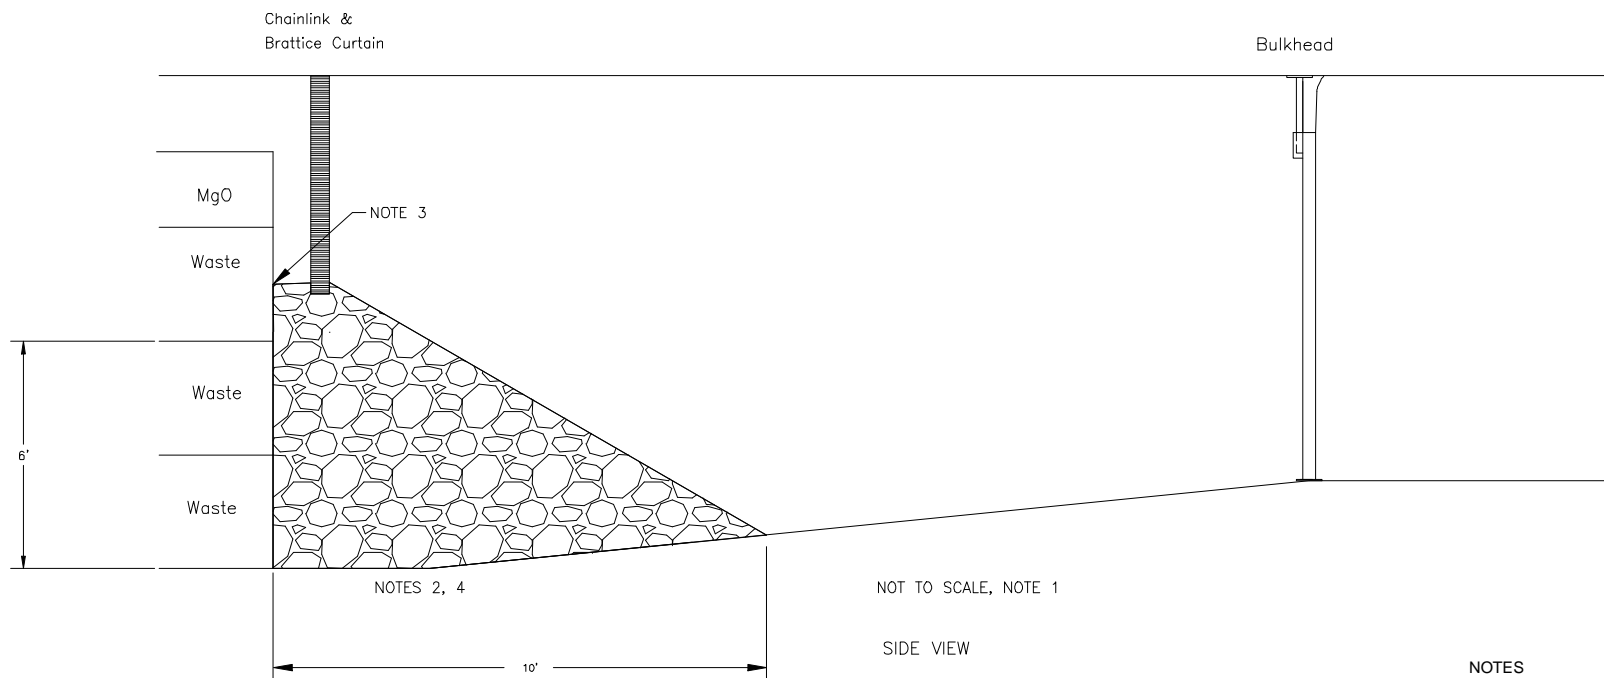 Chainlink &
Brattice Curtain
Bulkhead
MgO
NOTE 3
Waste
Waste
6'
Waste
NOTES 2, 4
NOT TO SCALE, NOTE 1
SIDE VIEW
10'
NOTES